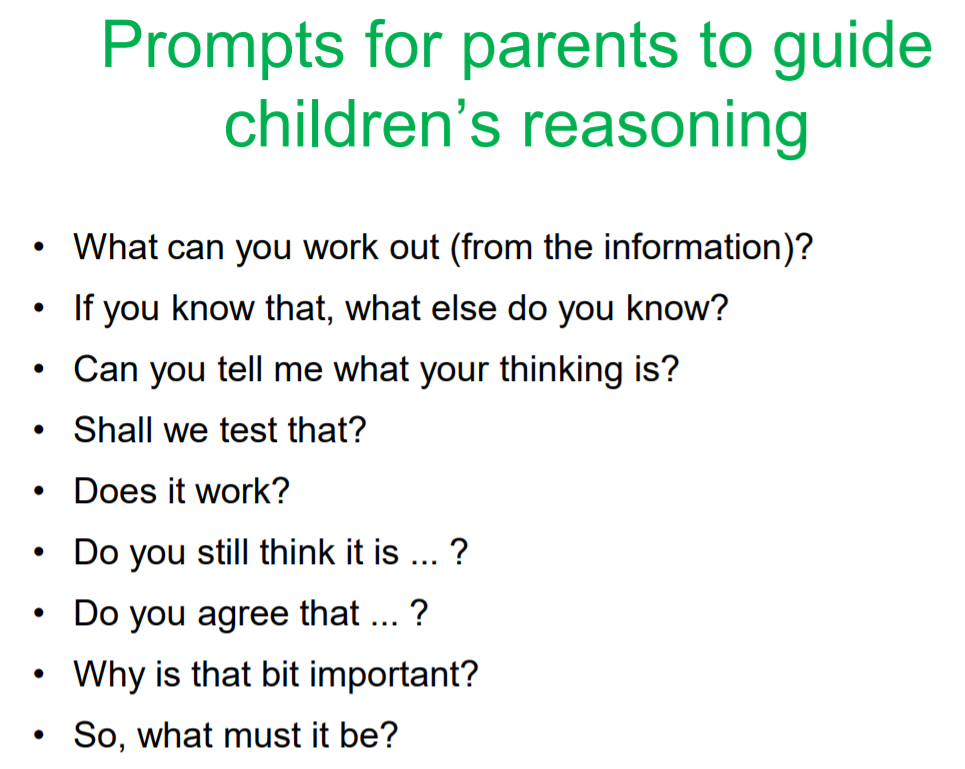 Prompts for parents to guide
children’s reasoning
• What can you work out (from the information)?
• If you know that, what else do you know?
• Can you tell me what your thinking is?
• Shall we test that?
• Does it work?
• Do you still think it is ... ?
• Do you agree that ... ?
• Why is that bit important?
• So, what must it be?